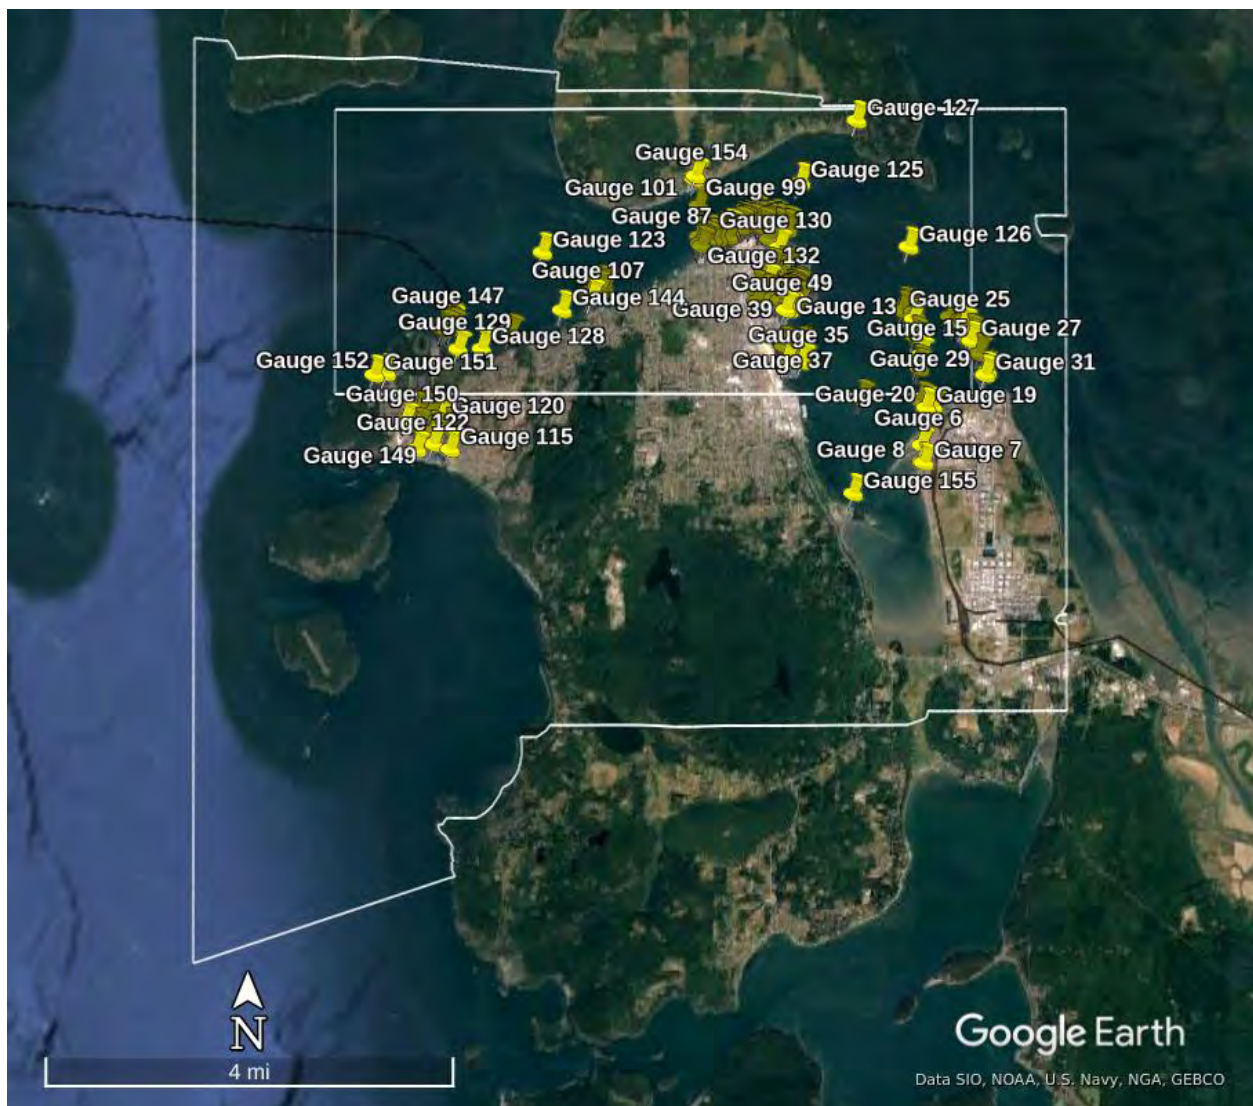 Gauge 127
Gauge 154
Gauge 125
Gauge 101
Gauge 99
Gauge 87
Gauge 130
Gauge 126
Gauge 123
Gauge 132
Gauge 107
Gauge 49
Gauge 147
Gauge 144
Gauge 39
Gauge 13
Gauge 25
Gauge 129
Gauge 128
Gauge 35
Gauge 15
Gauge 27
Gauge 152
Gauge 151
Gauge 37
Gauge 29
Gauge 31
Gauge 150
Gauge 20
Gauge 19
Gauge 120
Gauge 122
Gauge 6
Gauge 115
Gauge 149
Gauge 8
Gauge 7
Gauge 155
N
4 mi
Google Earth
Data SIO, NOAA, U.S. Navy, NGA, GEBCO